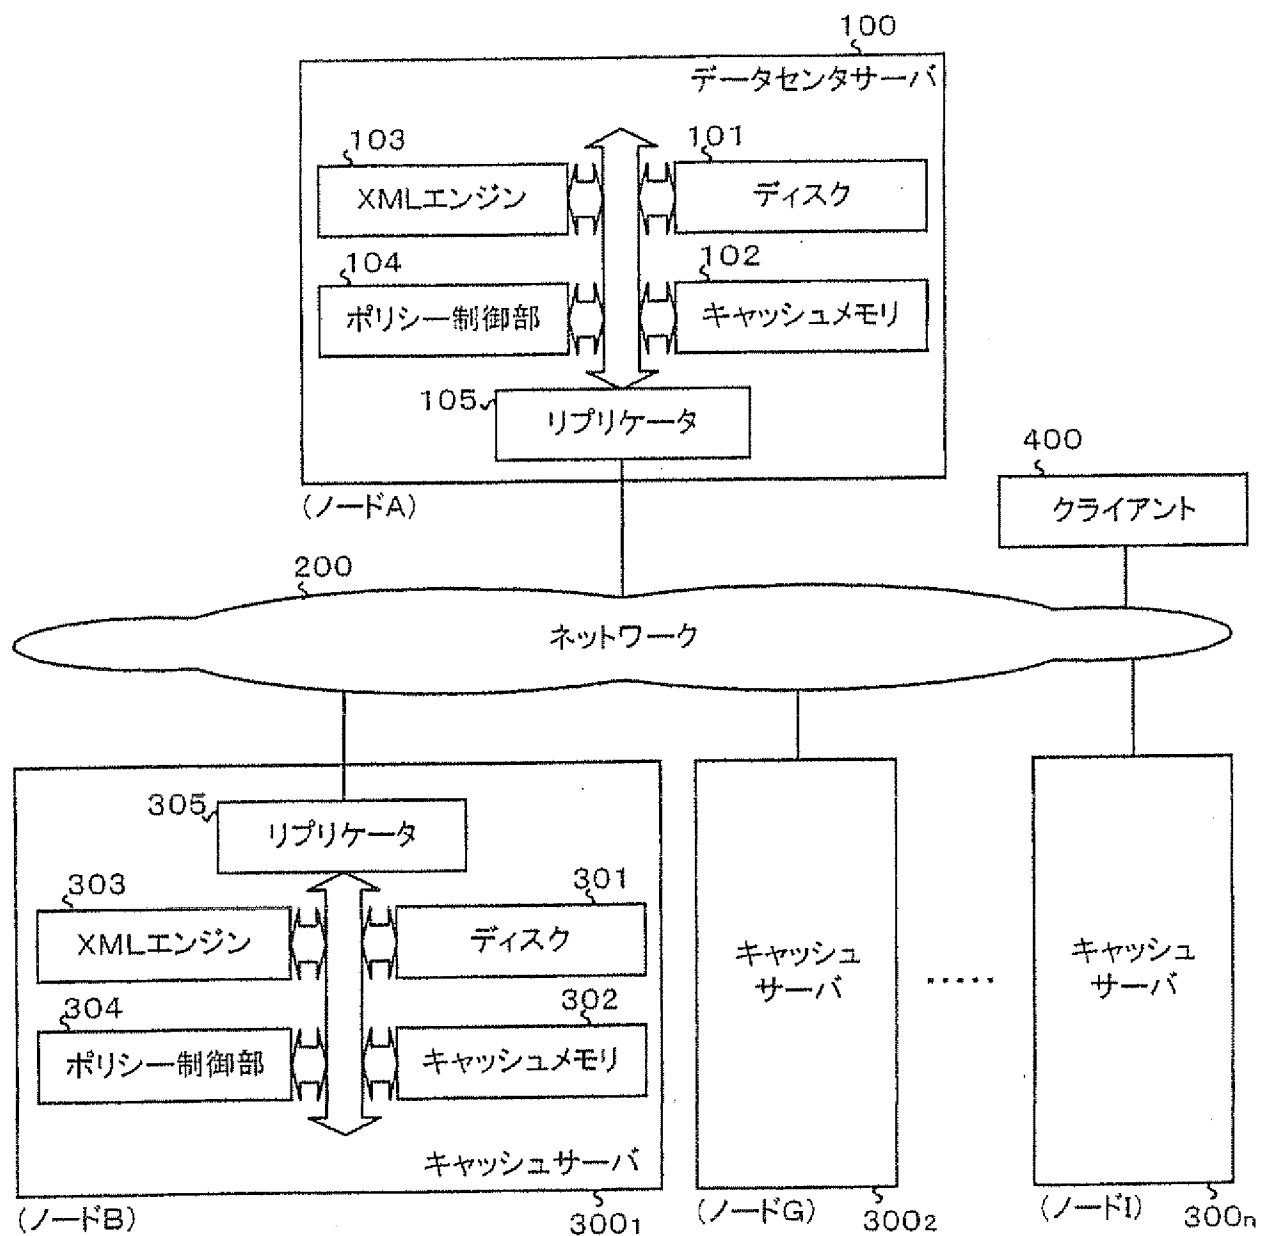 100
データセンタサーバ
103
XMLエンジン
101
ディスク
104
ポリシー制御部
102
キャッシュメモリ
105
リプリケータ
(ノードA)
400
クライアント
200
ネットワーク
305
リプリケータ
303
XMLエンジン
301
ディスク
304
ポリシー制御部
302
キャッシュメモリ
キャッシュサーバ
(ノードB)
300₁
キャッシュ
サーバ
(ノードG)
300₂
.....
キャッシュ
サーバ
(ノードI)
300n